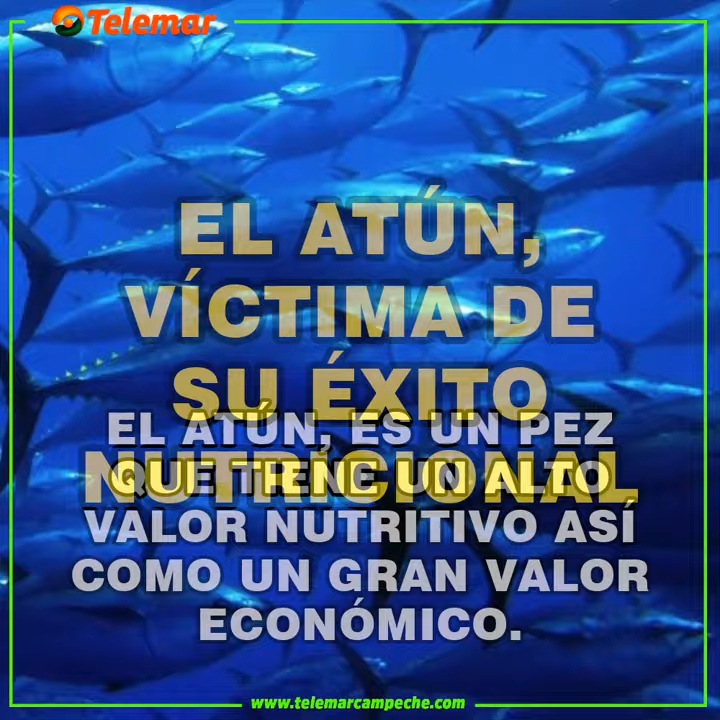 Telemar
EL ATÚN,
VÍCTIMA DE
SU ÉXITO
NUTRICIONAL
EL ATÚN, ES UN PEZ
QUE TIENE UN ALTO
VALOR NUTRITIVO ASÍ
COMO UN GRAN VALOR
ECONÓMICO.
www.telemarcampeche.com